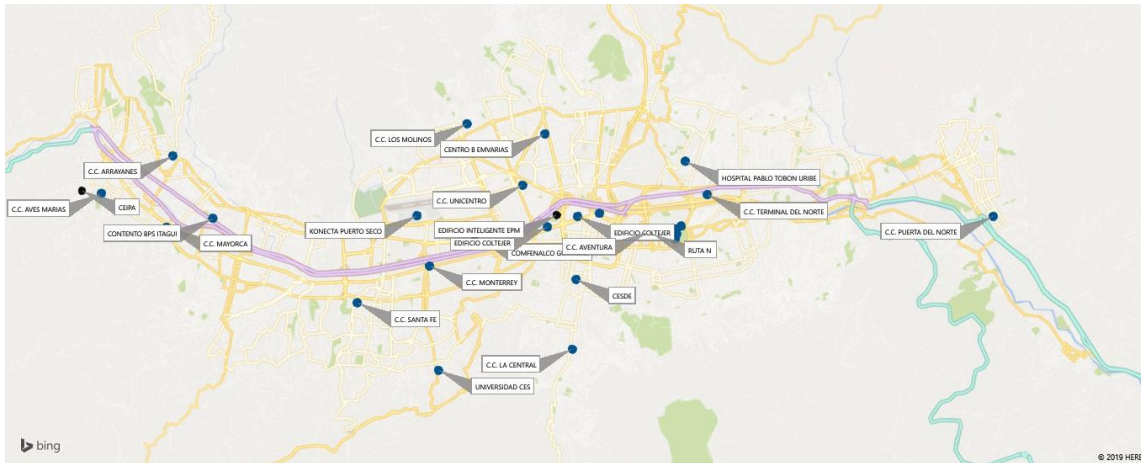 C.C. LOS MOLINOS
CENTRO B EMVARIAS
C.C. ARRAYANES
HOSPITAL PABLO TOBON URIBE
C.C. AVES MARIAS
CEIPA
C.C. UNICENTRO
C.C. TERMINAL DEL NORTE
CONTENTO BPS ITAGUI
C.C. MAYORCA
KONECTA PUERTO SECO
EDIFICIO INTELIGENTE EPM
EDIFICIO COLTEJER
C.C. PUERTA DEL NORTE
EDIFICIO COLTEJER
C.C. AVENTURA
RUTA N
COMFENALCO
C.C. MONTERREY
CESDE
C.C. SANTA FE
C.C. LA CENTRAL
UNIVERSIDAD CES
bing
© 2019 HERE